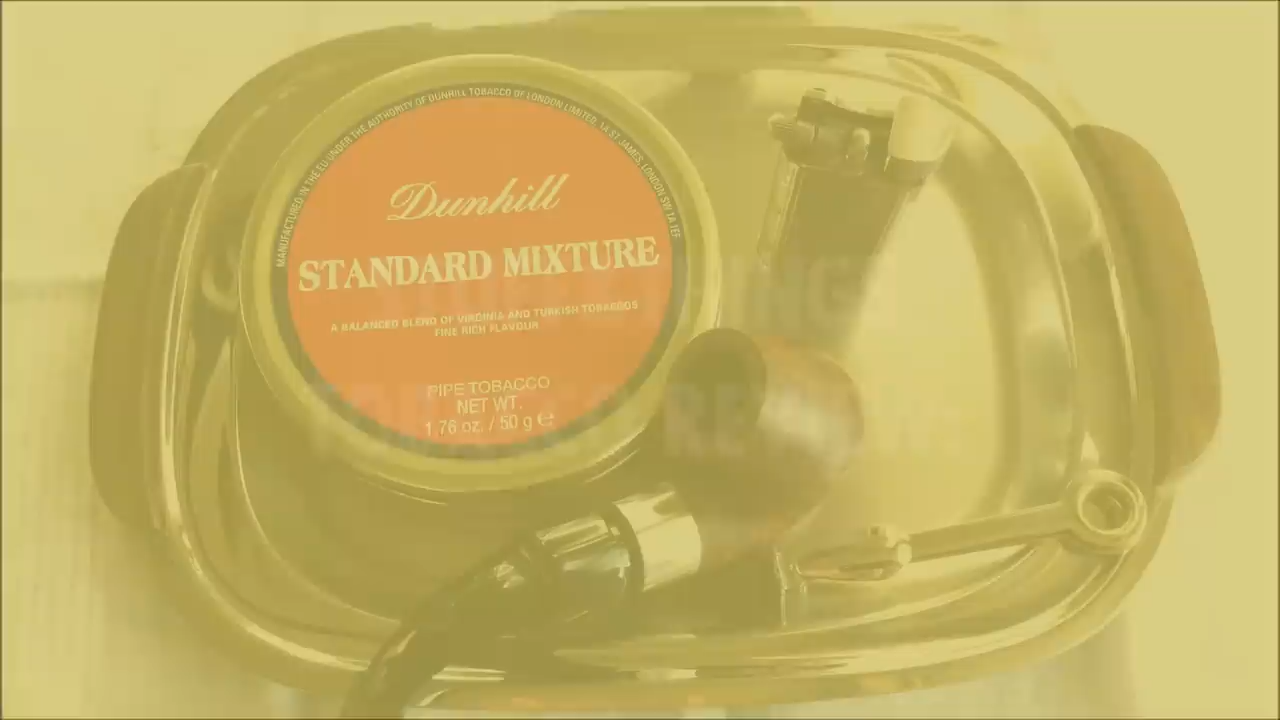 MANUFACTURED IN THE EU UNDER THE AUTHORITY OF DUNHILL TOBACCO OF LONDON LIMITED, 1A ST JAMES, LONDON SW1A 1EF
Dunhill
STANDARD MIXTURE
A BALANCED BLEND OF VIRGINIA AND TURKISH TOBACCOS
FINE RICH FLAVOUR
PIPE TOBACCO
NET WT.
1.76 oz. / 50 g ℮